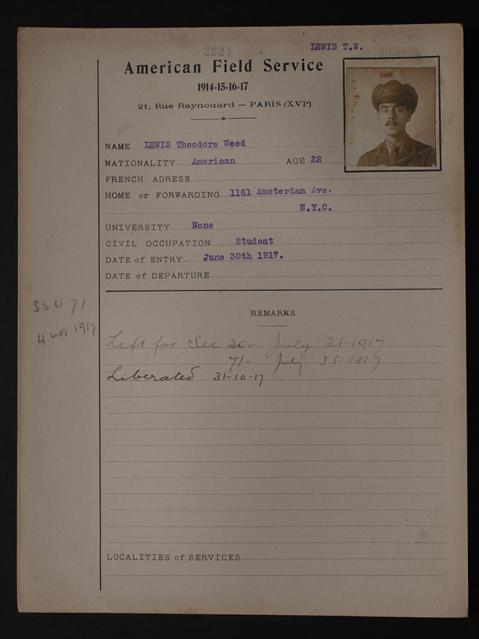 2224
LEWIS T.W.
American Field Service
1914-15-16-17
21, Rue Raynouard — PARIS (XVIe)
NAME LEWIS Theodore Weed
NATIONALITY American AGE 22
FRENCH ADRESS
HOME or FORWARDING 1161 Amsterdam Ave.
N.Y.C.
UNIVERSITY None
CIVIL OCCUPATION Student
DATE of ENTRY June 30th 1917.
DATE of DEPARTURE
REMARKS
SSU 71
4 1917
Left for Sec 20- July 21-1917
71- July 31-1917
Liberated 31-10-17
LOCALITIES of SERVICES